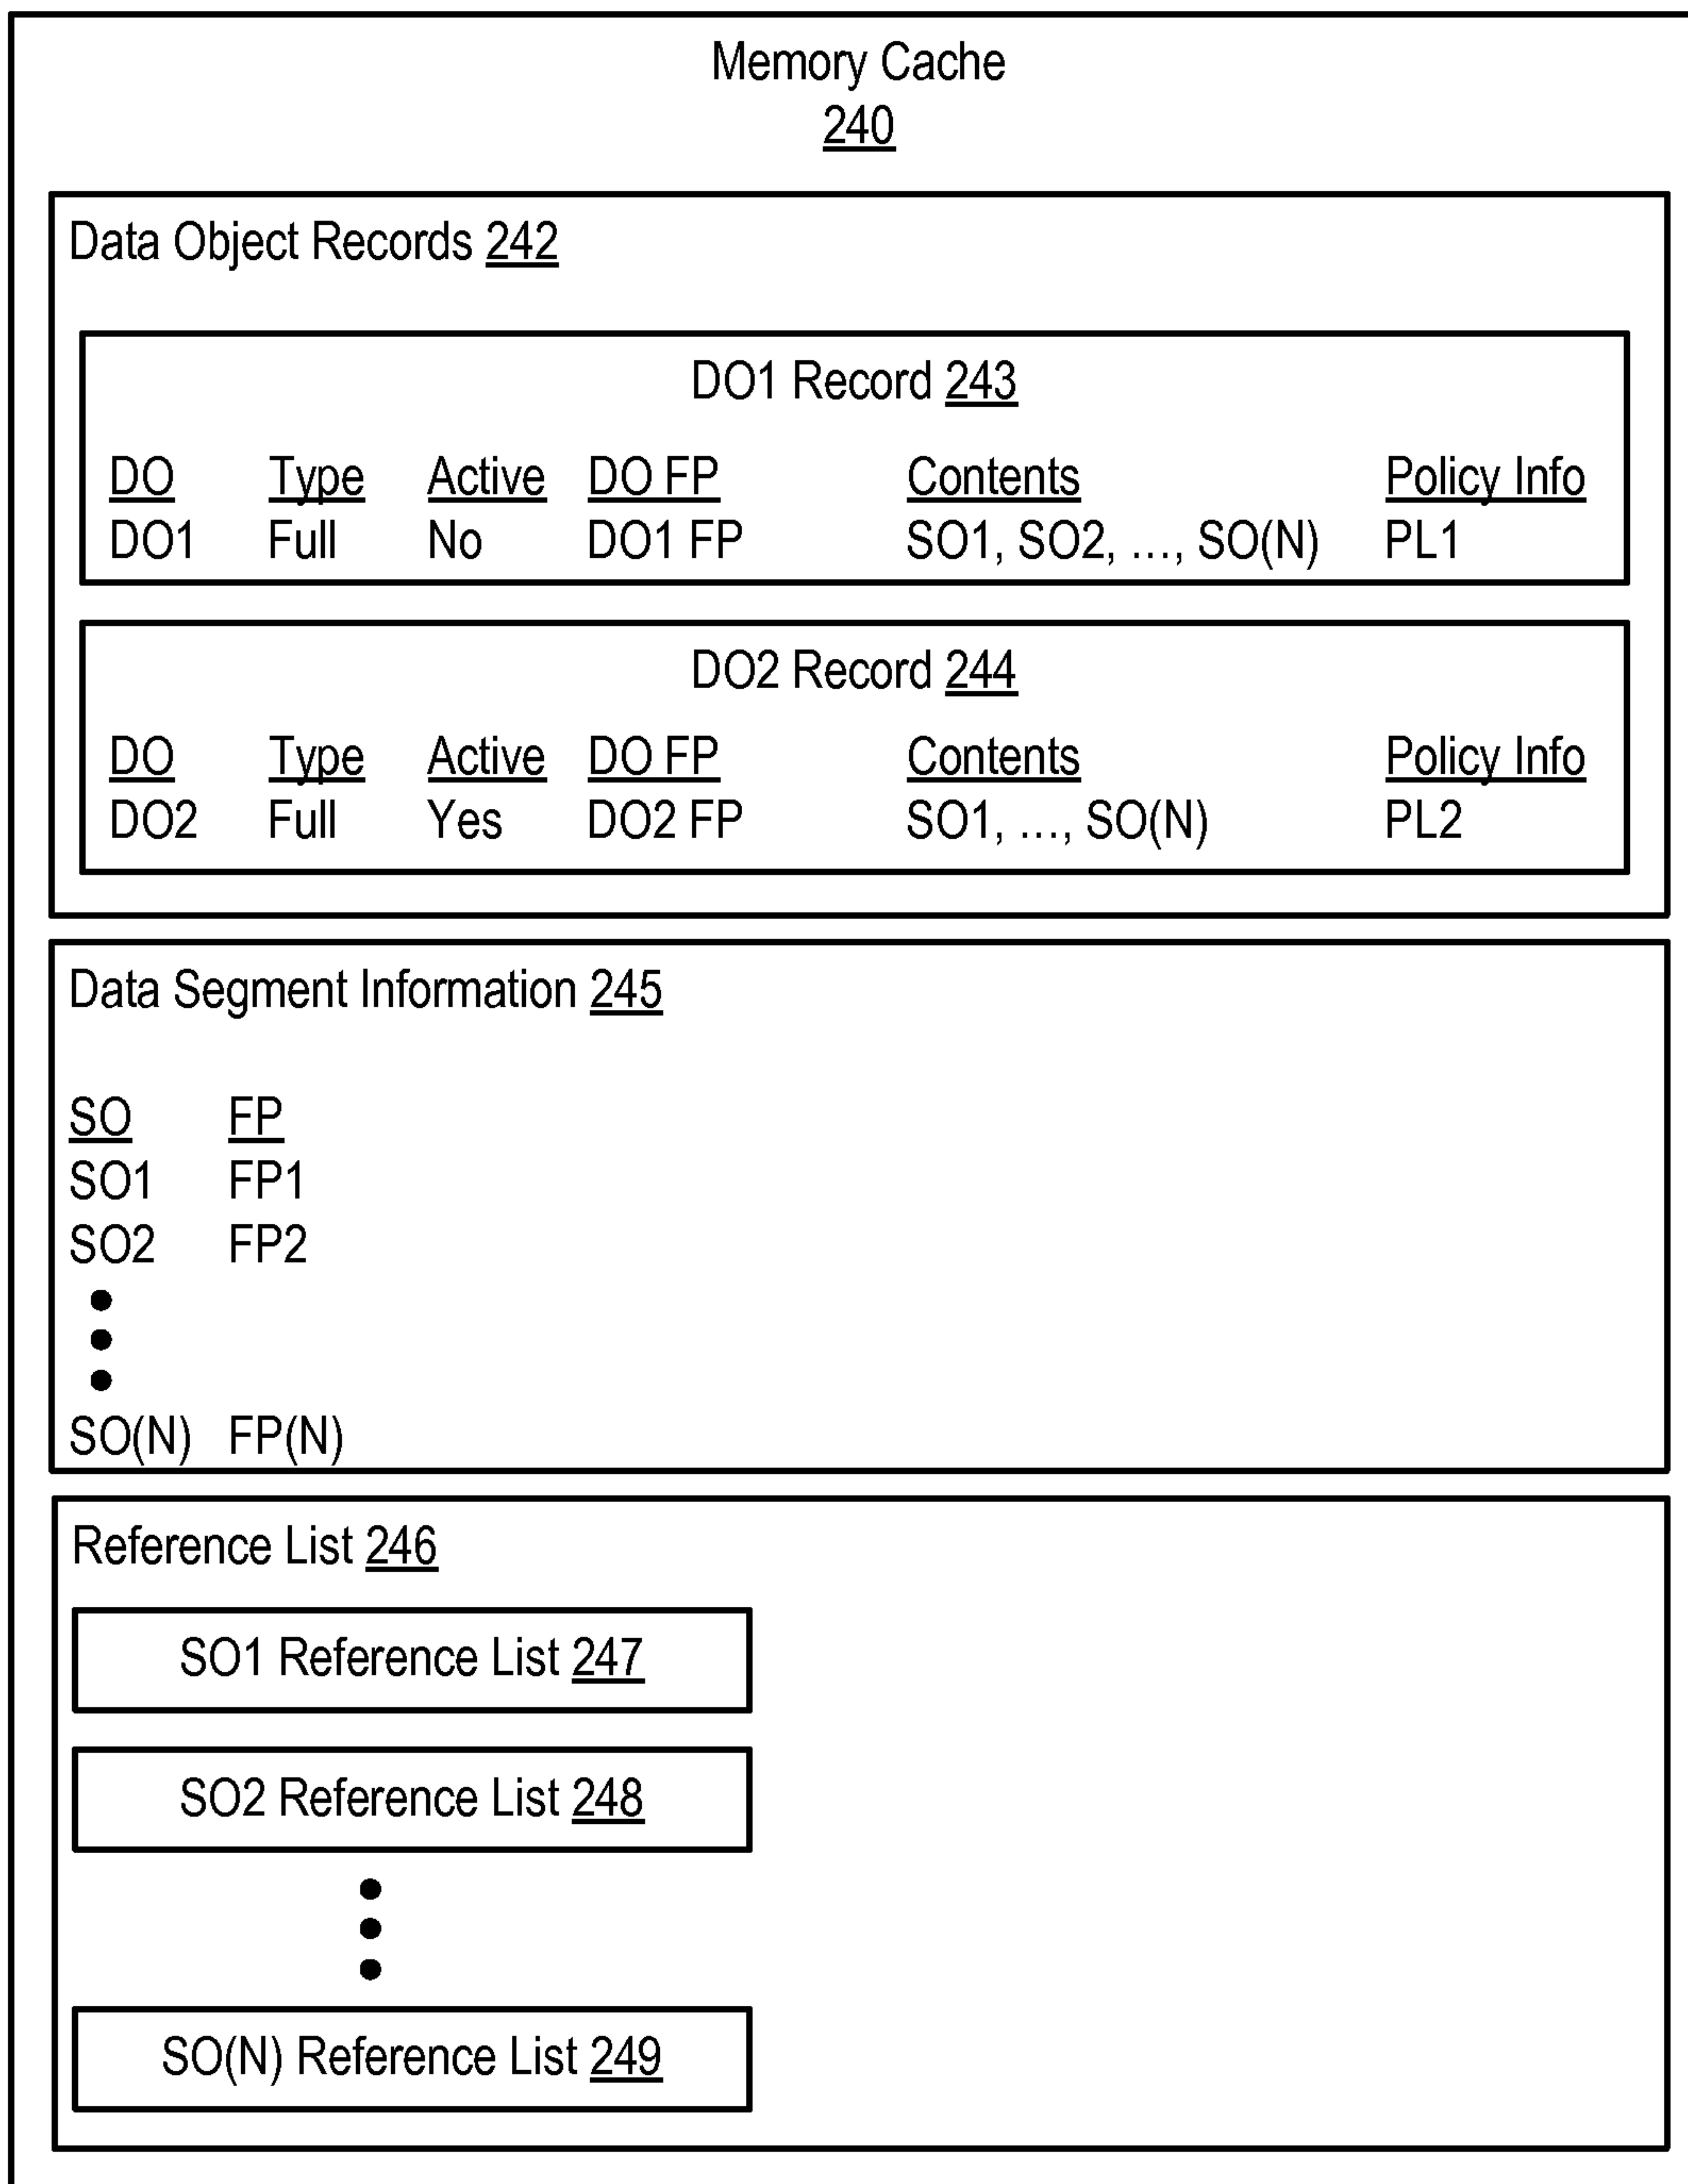 Memory Cache
240
Data Object Records 242
DO1 Record 243
DO Type Active DO FP Contents Policy Info
DO1 Full No DO1 FP SO1, SO2, ..., SO(N) PL1
DO2 Record 244
DO Type Active DO FP Contents Policy Info
DO2 Full Yes DO2 FP SO1, ..., SO(N) PL2
Data Segment Information 245
SO FP
SO1 FP1
SO2 FP2
SO(N) FP(N)
Reference List 246
SO1 Reference List 247
SO2 Reference List 248
SO(N) Reference List 249